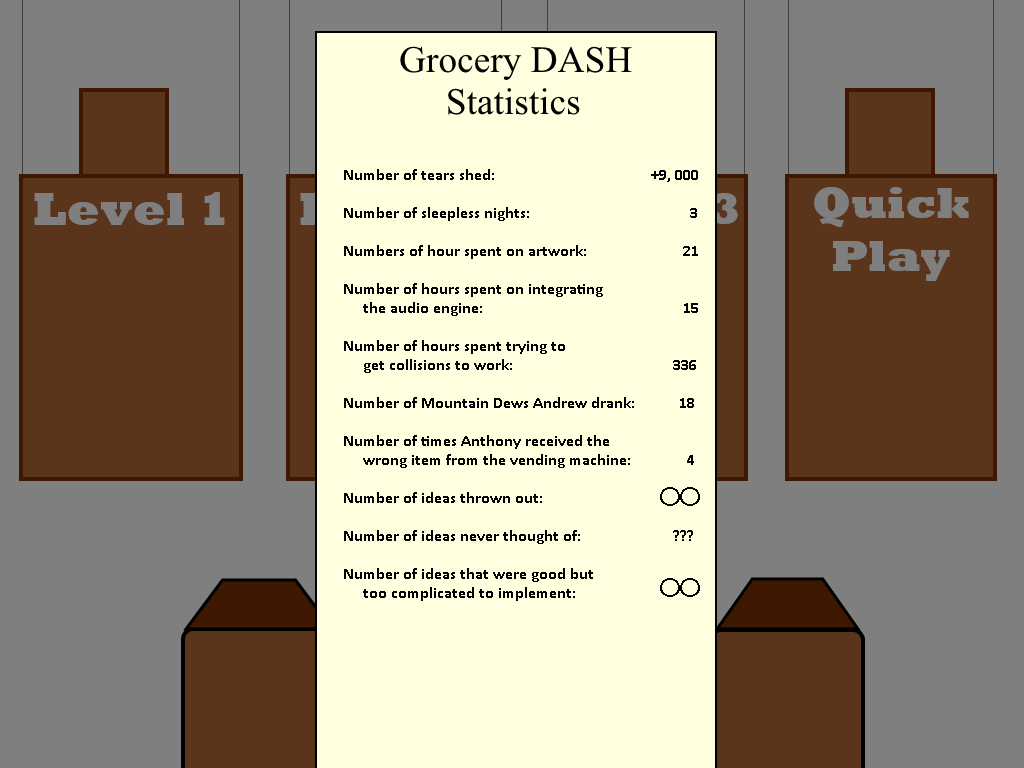 Grocery DASH
Statistics
Level 1
3
Quick
Play
Number of tears shed: +9, 000
Number of sleepless nights: 3
Numbers of hour spent on artwork: 21
Number of hours spent on integrating
the audio engine: 15
Number of hours spent trying to
get collisions to work: 336
Number of Mountain Dews Andrew drank: 18
Number of times Anthony received the
wrong item from the vending machine: 4
Number of ideas thrown out: ○○
Number of ideas never thought of: ???
Number of ideas that were good but
too complicated to implement: ○○